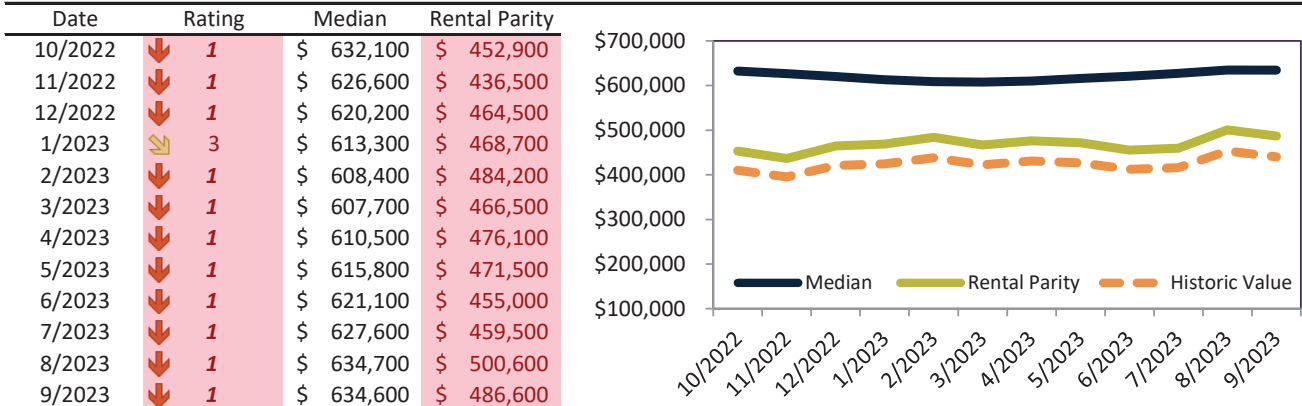 Date Rating Median Rental Parity
10/2022 1 $ 632,100 $ 452,900
11/2022 1 $ 626,600 $ 436,500
12/2022 1 $ 620,200 $ 464,500
1/2023 3 $ 613,300 $ 468,700
2/2023 1 $ 608,400 $ 484,200
3/2023 1 $ 607,700 $ 466,500
4/2023 1 $ 610,500 $ 476,100
5/2023 1 $ 615,800 $ 471,500
6/2023 1 $ 621,100 $ 455,000
7/2023 1 $ 627,600 $ 459,500
8/2023 1 $ 634,700 $ 500,600
9/2023 1 $ 634,600 $ 486,600
$700,000
$600,000
$500,000
$400,000
$300,000
$200,000
$100,000
Median Rental Parity Historic Value
10/2022 11/2022 12/2022 1/2023 2/2023 3/2023 4/2023 5/2023 6/2023 7/2023 8/2023 9/2023